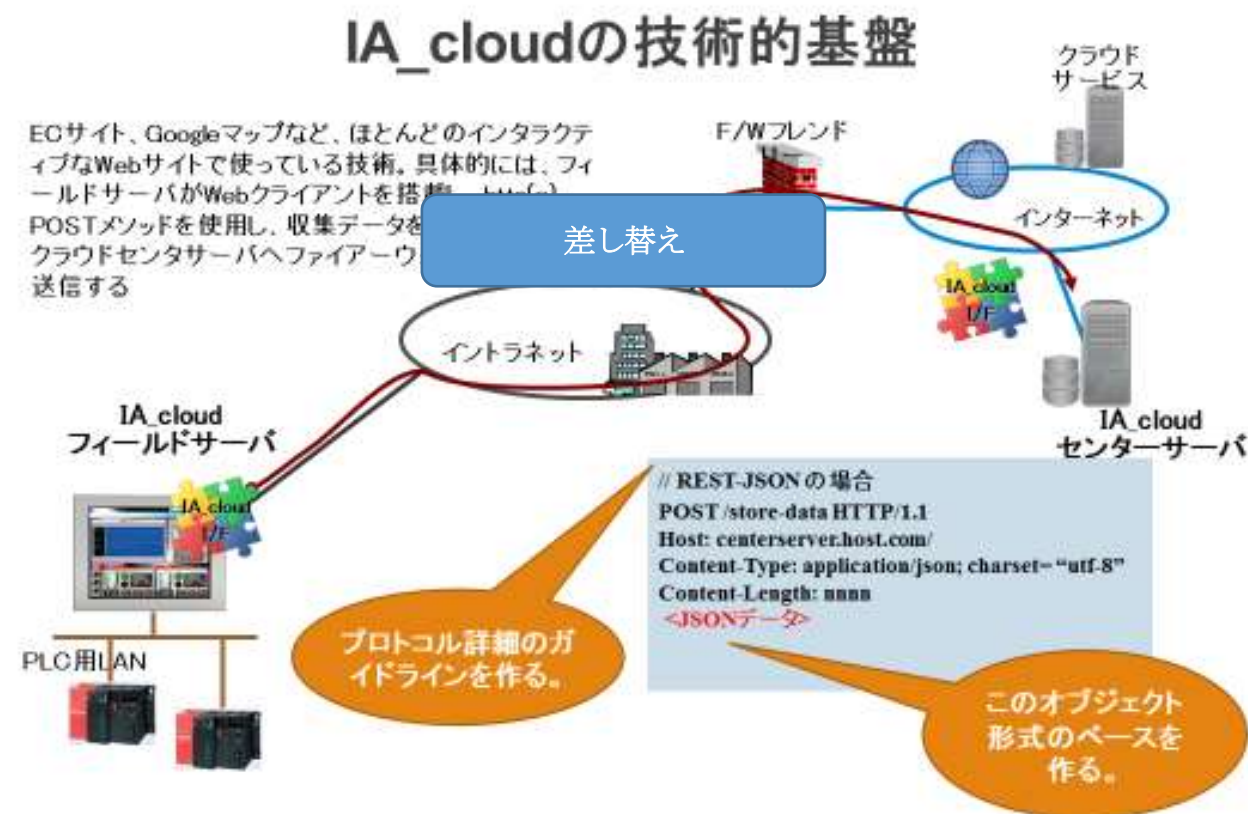 IA_cloudの技術的基盤
クラウド
サービス
ECサイト、Googleマップなど、ほとんどのインタラクテ
ィブなWebサイトで使っている技術。具体的には、フィ
ールドサーバがWebクライアントを搭載
POSTメソッドを使用し、収集データを
クラウドセンタサーバへファイアーウ
送信する
F/Wフレンド
差し替え
インターネット
IA_cloud
I/F
イントラネット
IA_cloud
センターサーバ
IA_cloud
フィールドサーバ
IA_cloud
I/F
PLC用LAN
// REST-JSONの場合
POST /store-data HTTP/1.1
Host: centerserver.host.com/
Content-Type: application/json; charset=“utf-8”
Content-Length: nnnn
<JSONデータ>
プロトコル詳細のガ
イドラインを作る。
このオブジェクト
形式のベースを
作る。